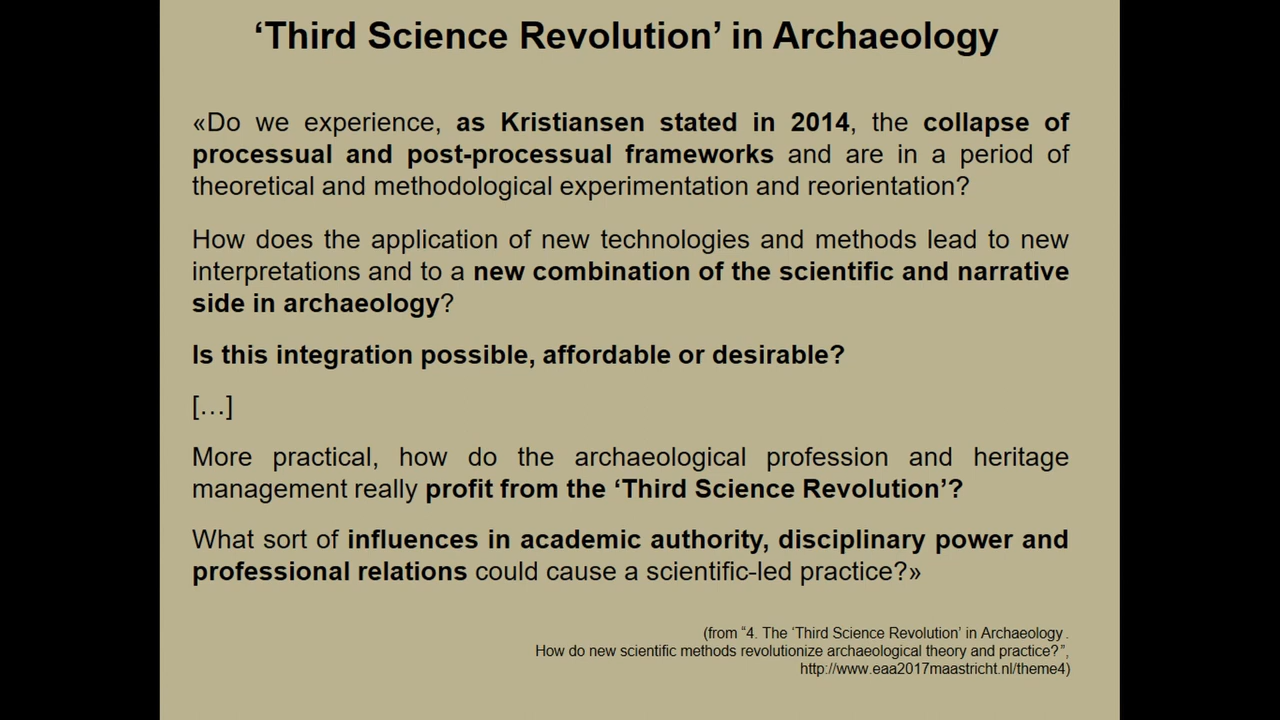 ‘Third Science Revolution’ in Archaeology
«Do we experience, as Kristiansen stated in 2014, the collapse of
processual and post-processual frameworks and are in a period of
theoretical and methodological experimentation and reorientation?
How does the application of new technologies and methods lead to new
interpretations and to a new combination of the scientific and narrative
side in archaeology?
Is this integration possible, affordable or desirable?
[…]
More practical, how do the archaeological profession and heritage
management really profit from the ‘Third Science Revolution’?
What sort of influences in academic authority, disciplinary power and
professional relations could cause a scientific-led practice?»
(from “4. The ‘Third Science Revolution’ in Archaeology.
How do new scientific methods revolutionize archaeological theory and practice?”,
http://www.eaa2017maastricht.nl/theme4)